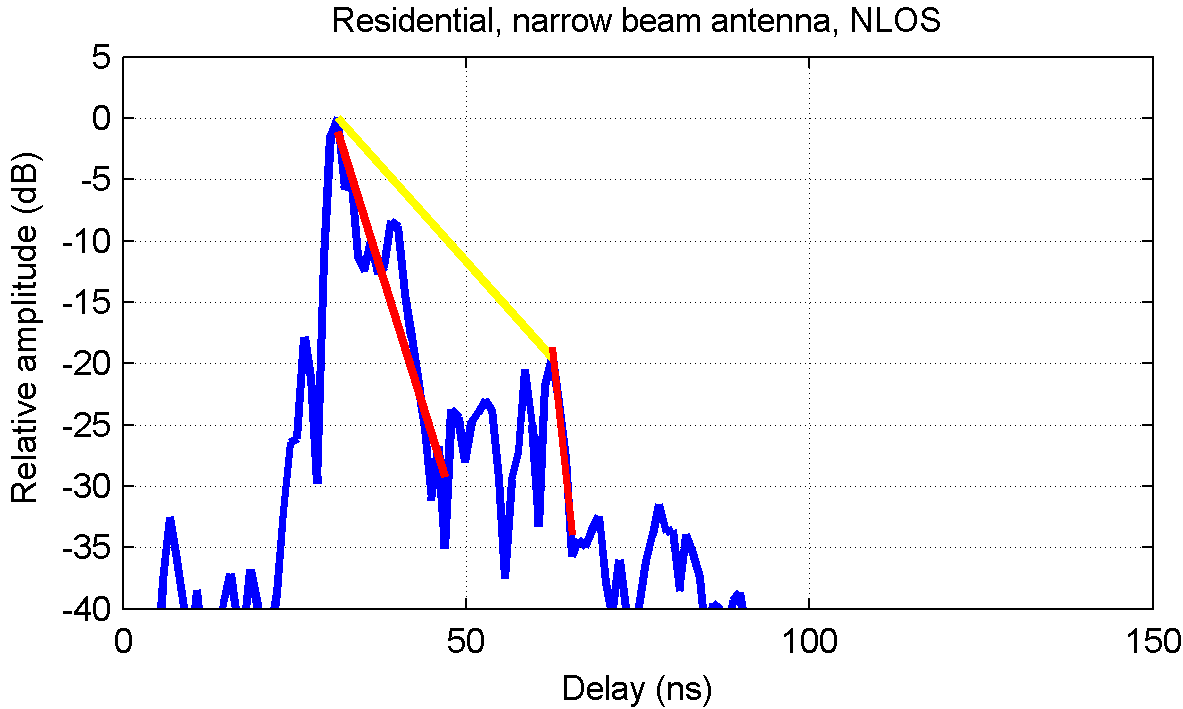 Residential, narrow beam antenna, NLOS
5
0
-5
-10
-15
-20
-25
-30
-35
-40
0 50 100 150
Relative amplitude (dB)
Delay (ns)